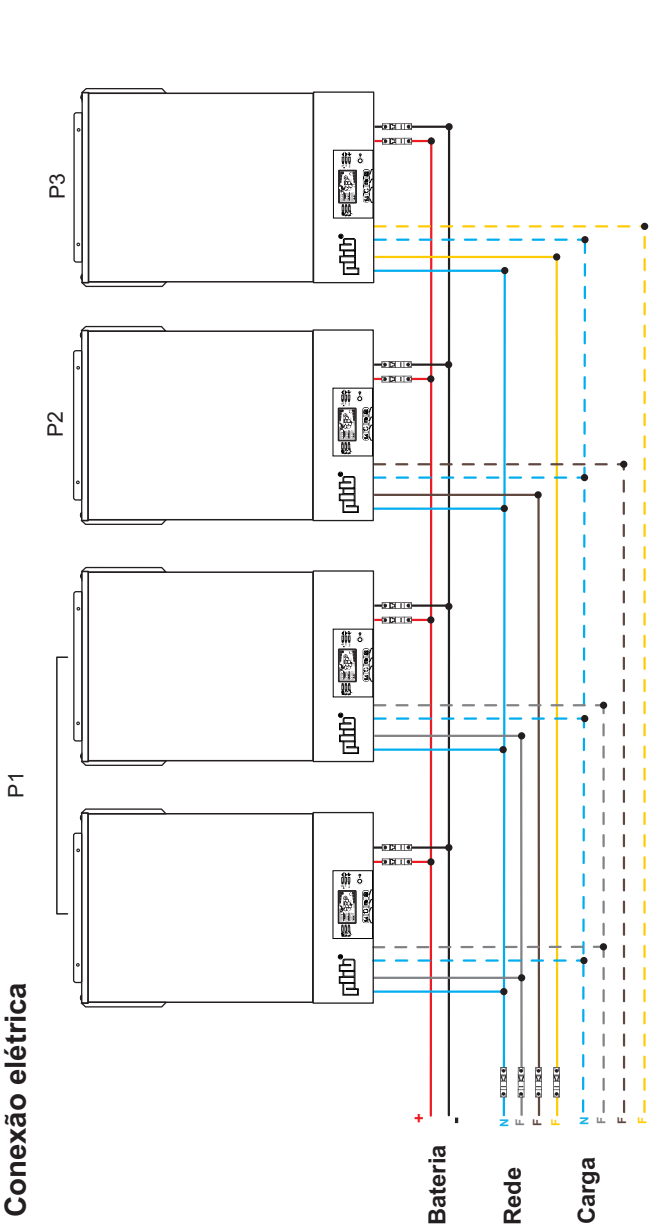 Conexão elétrica
P1
P2
P3
Bateria
+
-
Rede
N
F
F
F
Carga
N
F
F
F